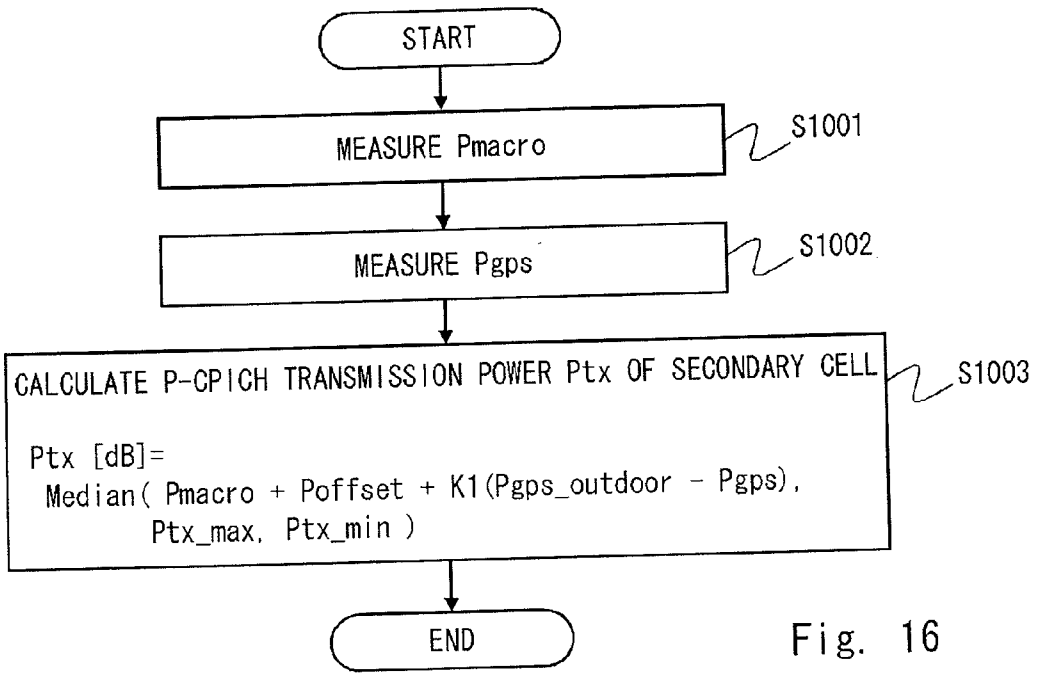 START
MEASURE Pmacro
S1001
MEASURE Pgps
S1002
CALCULATE P-CPICH TRANSMISSION POWER Ptx OF SECONDARY CELL
S1003
Ptx [dB]=
Median( Pmacro + Poffset + K1(Pgps_outdoor - Pgps),
Ptx_max, Ptx_min )
END
Fig. 16